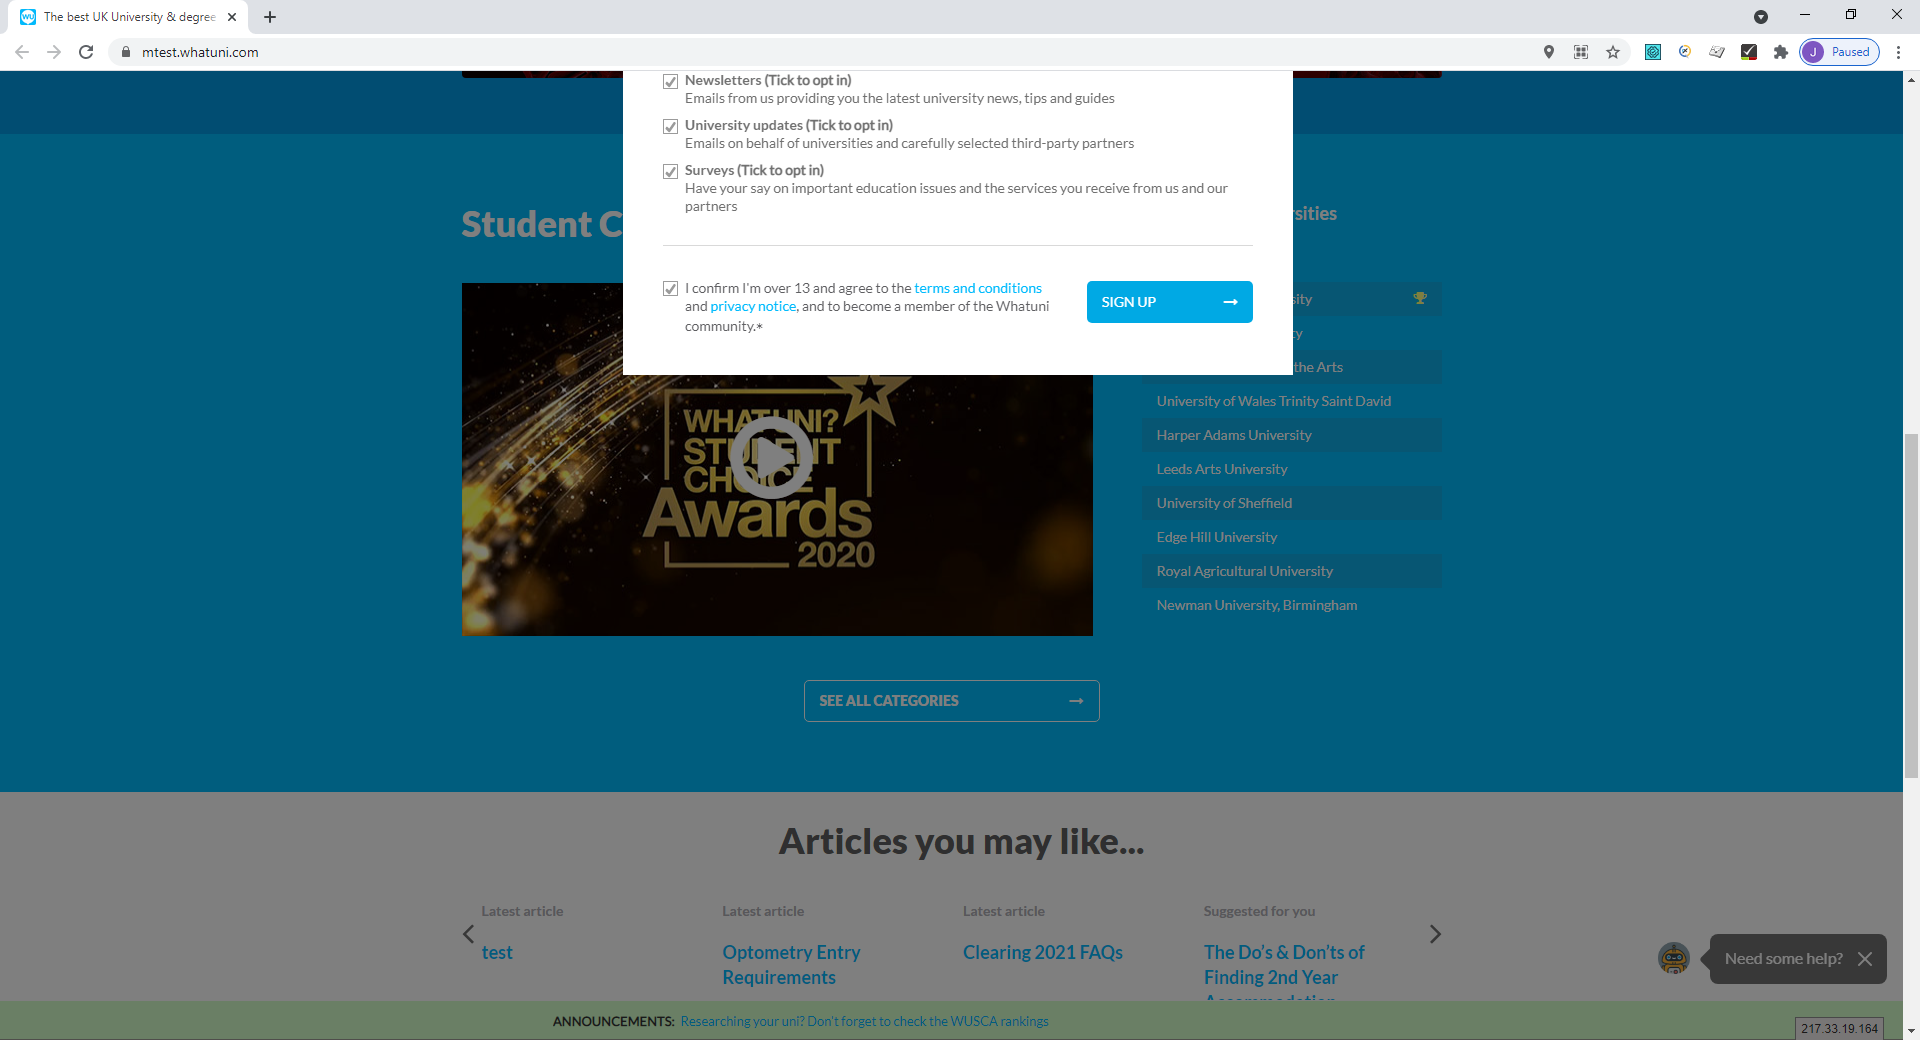 The best UK University & degree
mtest.whatuni.com
J Paused
Newsletters (Tick to opt in)
Emails from us providing you the latest university news, tips and guides
University updates (Tick to opt in)
Emails on behalf of universities and carefully selected third-party partners
Surveys (Tick to opt in)
Have your say on important education issues and the services you receive from us and our
partners
I confirm I'm over 13 and agree to the terms and conditions
and privacy notice, and to become a member of the Whatuni
community.*
SIGN UP
Student C
WHATUNI?
STUDENT
CHOICE
Awards
2020
the Arts
University of Wales Trinity Saint David
Harper Adams University
Leeds Arts University
University of Sheffield
Edge Hill University
Royal Agricultural University
Newman University, Birmingham
SEE ALL CATEGORIES
Articles you may like...
Latest article
test
Latest article
Optometry Entry
Requirements
Latest article
Clearing 2021 FAQs
Suggested for you
The Do's & Don'ts of
Finding 2nd Year
Accommodation
Need some help?
ANNOUNCEMENTS: Researching your uni? Don't forget to check the WUSCA rankings
217.33.19.164